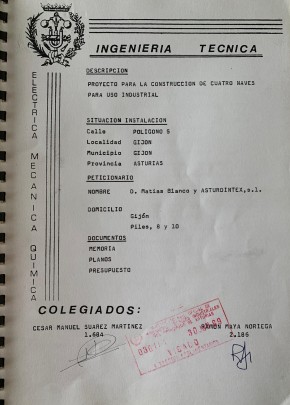 INGENIERIA TECNICA
ELECTRICA MECANICA QUIMICA
DESCRIPCION
PROYECTO PARA LA CONSTRUCCION DE CUATRO NAVES
PARA USO INDUSTRIAL
SITUACION INSTALACION
Calle POLIGONO 5
Localidad GIJON
Municipio GIJON
Provincia ASTURIAS
PETICIONARIO
NOMBRE D. Matias Blanco y ASTURDINTEX,s.l.
DOMICILIO
Gijón
Piles, 8 y 10
DOCUMENTOS
MEMORIA
PLANOS
PRESUPUESTO
COLEGIADOS:
CESAR MANUEL SUAREZ MARTINEZ
1.684
RAMON MAYA NORIEGA
2.186
VISADO